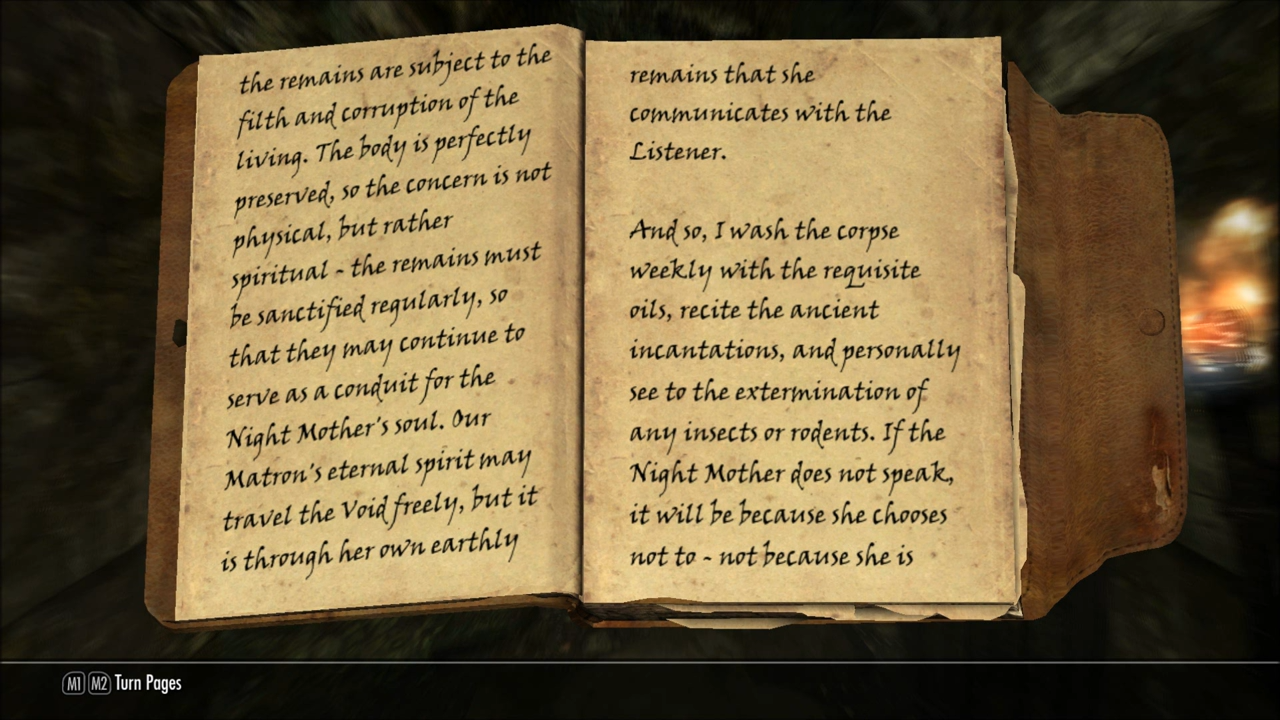 the remains are subject to the
filth and corruption of the
living. The body is perfectly
preserved, so the concern is not
physical, but rather
spiritual - the remains must
be sanctified regularly, so
that they may continue to
serve as a conduit for the
Night Mother's soul. Our
Matron's eternal spirit may
travel the Void freely, but it
is through her own earthly
remains that she
communicates with the
Listener.
And so, I wash the corpse
weekly with the requisite
oils, recite the ancient
incantations, and personally
see to the extermination of
any insects or rodents. If the
Night Mother does not speak,
it will be because she chooses
not to - not because she is
M1 M2 Turn Pages